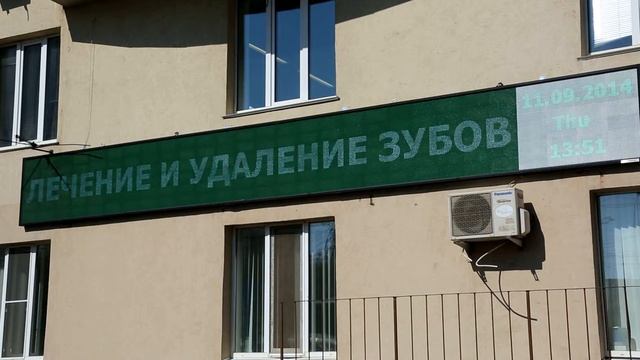 ЛЕЧЕНИЕ И УДАЛЕНИЕ ЗУБОВ
11.09.2014
Thu
13:51
Panasonic